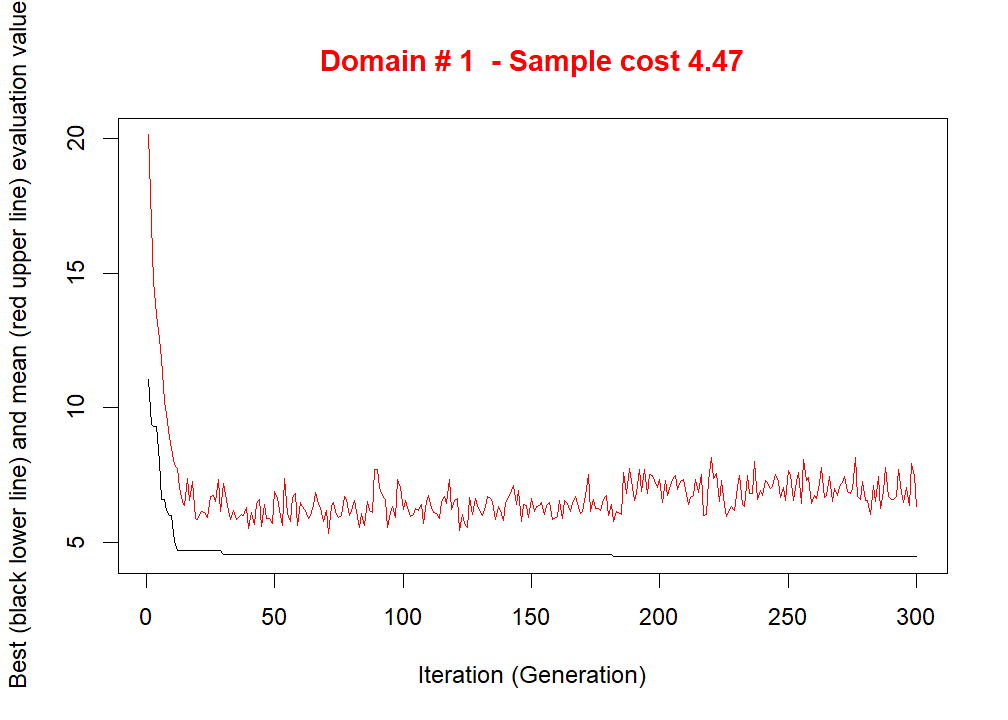 Domain # 1 - Sample cost 4.47
Best (black lower line) and mean (red upper line) evaluation value
20
15
10
5
0 50 100 150 200 250 300
Iteration (Generation)